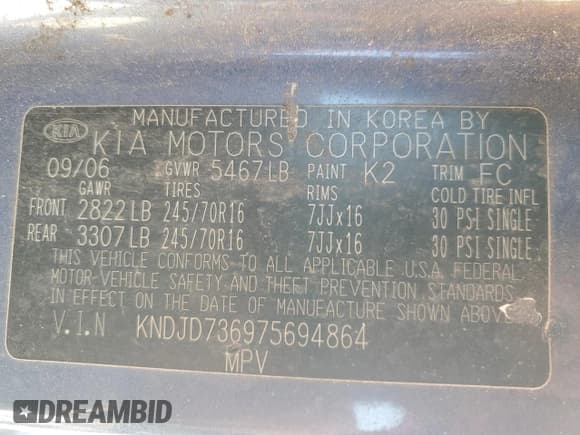 MANUFACTURED IN KOREA BY
KIA KIA MOTORS CORPORATION
09/06 GVWR 5467LB PAINT K2 TRIM FC
GAWR TIRES RIMS COLD TIRE INFL
FRONT 2822LB 245/70R16 7JJx16 30 PSI SINGLE
REAR 3307LB 245/70R16 7JJx16 30 PSI SINGLE
THIS VEHICLE CONFORMS TO ALL APPLICABLE U.S.A. FEDERAL
MOTOR-VEHICLE SAFETY AND THEFT PREVENTION STANDARDS
IN EFFECT ON THE DATE OF MANUFACTURE SHOWN ABOVE
V.I.N KNDJD736975694864
MPV
DREAMBID